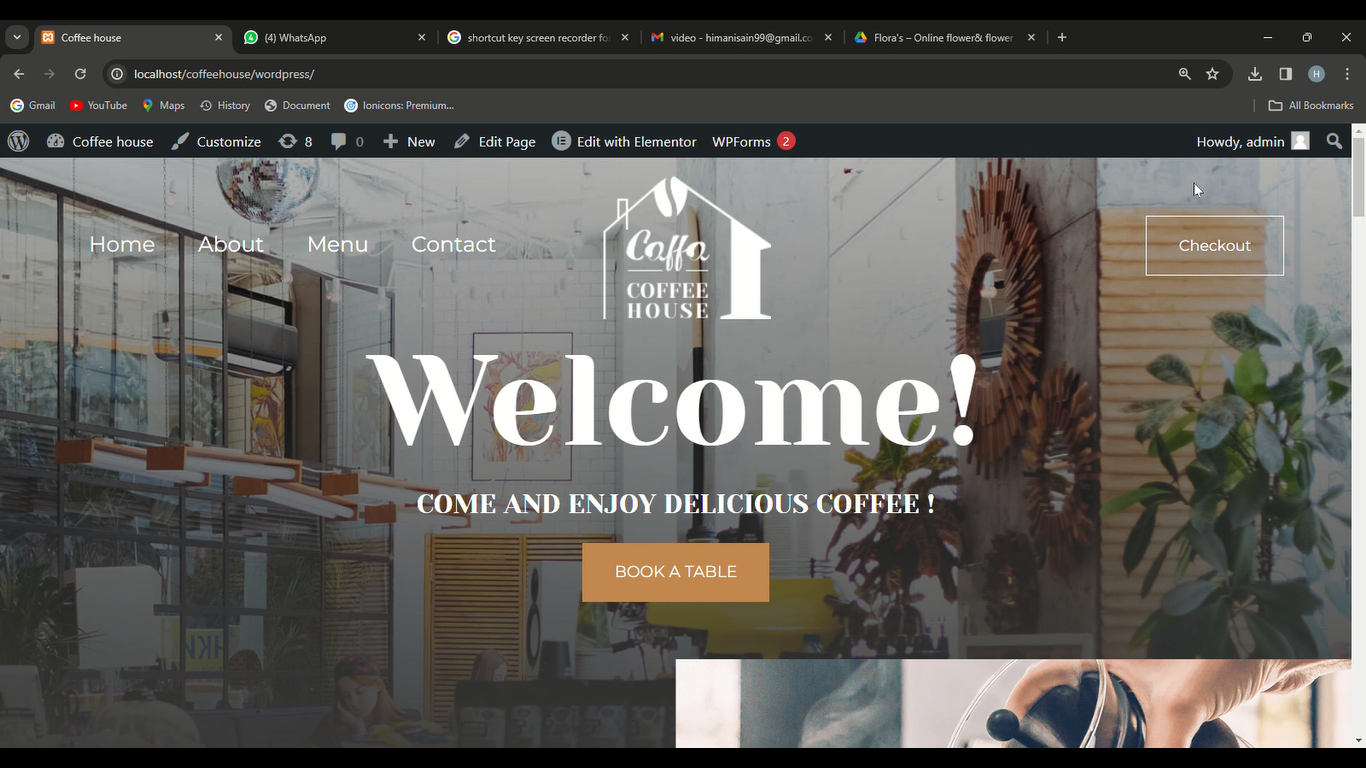 Coffee house
(4) WhatsApp
shortcut key screen recorder fo
video - himanisain99@gmail.co
Flora's – Online flower& flower
localhost/coffeehouse/wordpress/
H
Gmail
YouTube
Maps
History
Document
Ionicons: Premium...
All Bookmarks
Coffee house
Customize
8
0
New
Edit Page
Edit with Elementor
WPForms 2
Howdy, admin
Home
About
Menu
Contact
Caffa
COFFEE
HOUSE
Checkout
Welcome!
COME AND ENJOY DELICIOUS COFFEE !
BOOK A TABLE